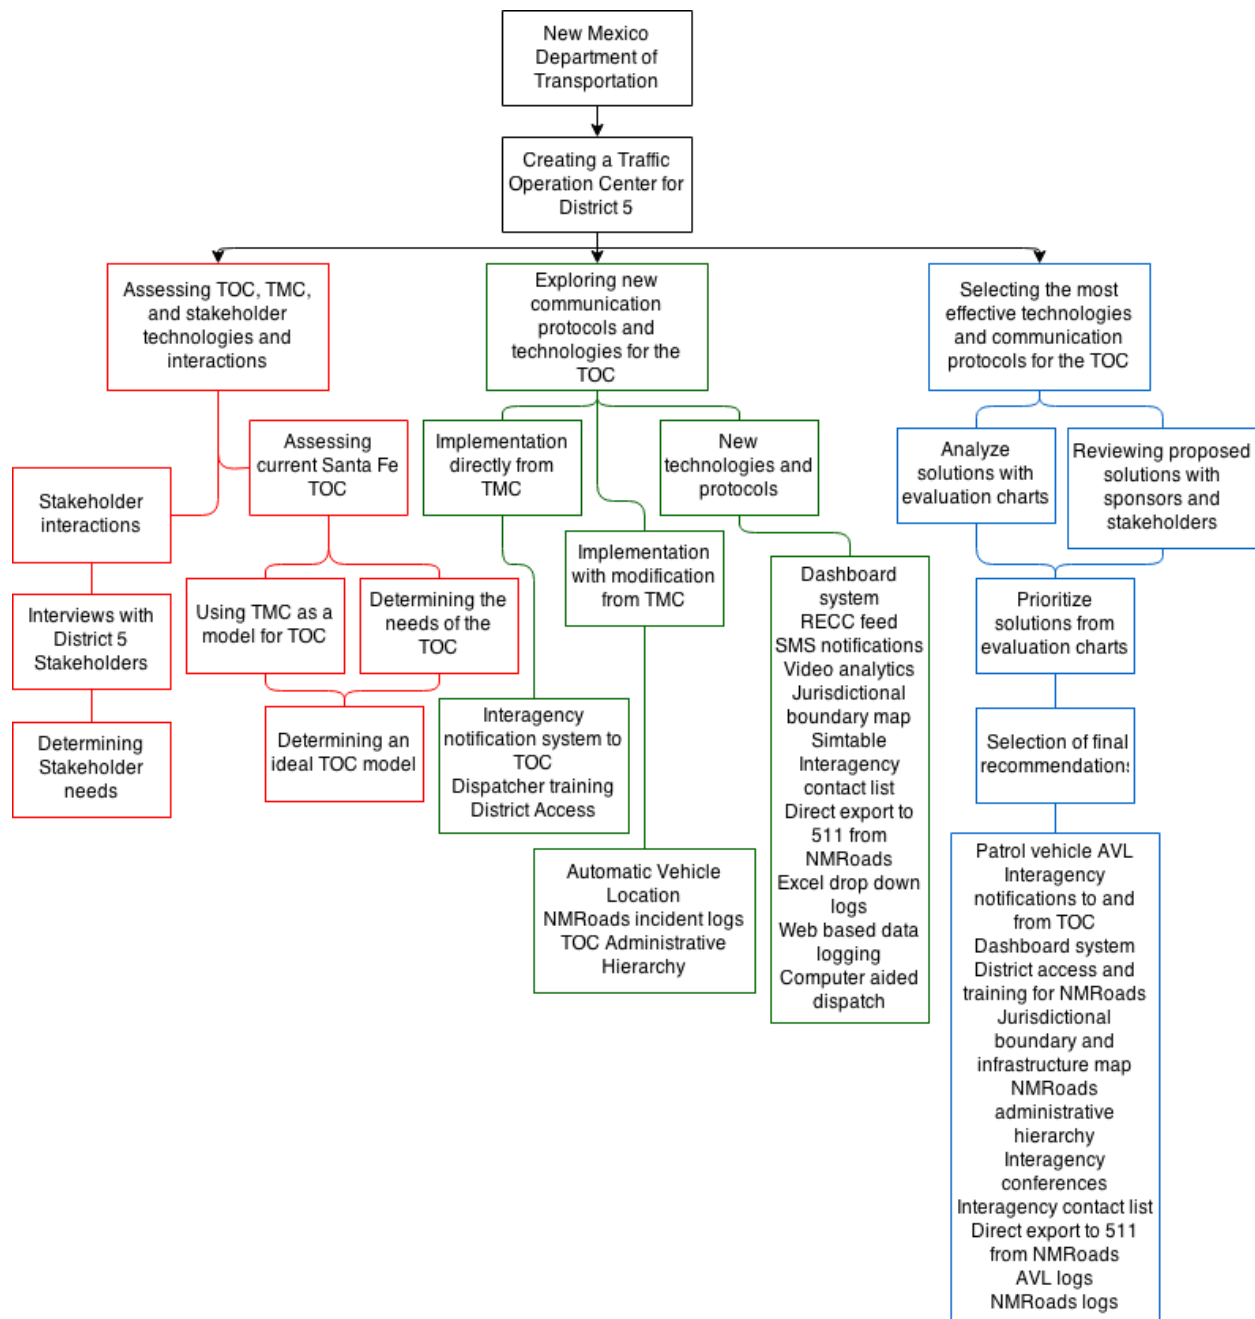 New Mexico
Department of
Transportation
Creating a Traffic
Operation Center for
District 5
Assessing TOC, TMC,
and stakeholder
technologies and
interactions
Exploring new
communication
protocols and
technologies for the
TOC
Selecting the most
effective technologies
and communication
protocols for the TOC
Stakeholder
interactions
Assessing
current Santa Fe
TOC
Implementation
directly from
TMC
New
technologies and
protocols
Analyze
solutions with
evaluation charts
Reviewing proposed
solutions with
sponsors and
stakeholders
Interviews with
District 5
Stakeholders
Using TMC as a
model for TOC
Determining the
needs of the
TOC
Implementation
with modification
from TMC
Prioritize
solutions from
evaluation charts
Determining
Stakeholder
needs
Determining an
ideal TOC model
Interagency
notification system to
TOC
Dispatcher training
District Access
Automatic Vehicle
Location
NMRoads incident logs
TOC Administrative
Hierarchy
Dashboard
system
RECC feed
SMS notifications
Video analytics
Jurisdictional
boundary map
Simtable
Interagency
contact list
Direct export to
511 from
NMRoads
Excel drop down
logs
Web based data
logging
Computer aided
dispatch
Selection of final
recommendations
Patrol vehicle AVL
Interagency
notifications to and
from TOC
Dashboard system
District access and
training for NMRoads
Jurisdictional
boundary and
infrastructure map
NMRoads
administrative
hierarchy
Interagency
conferences
Interagency contact list
Direct export to 511
from NMRoads
AVL logs
NMRoads logs